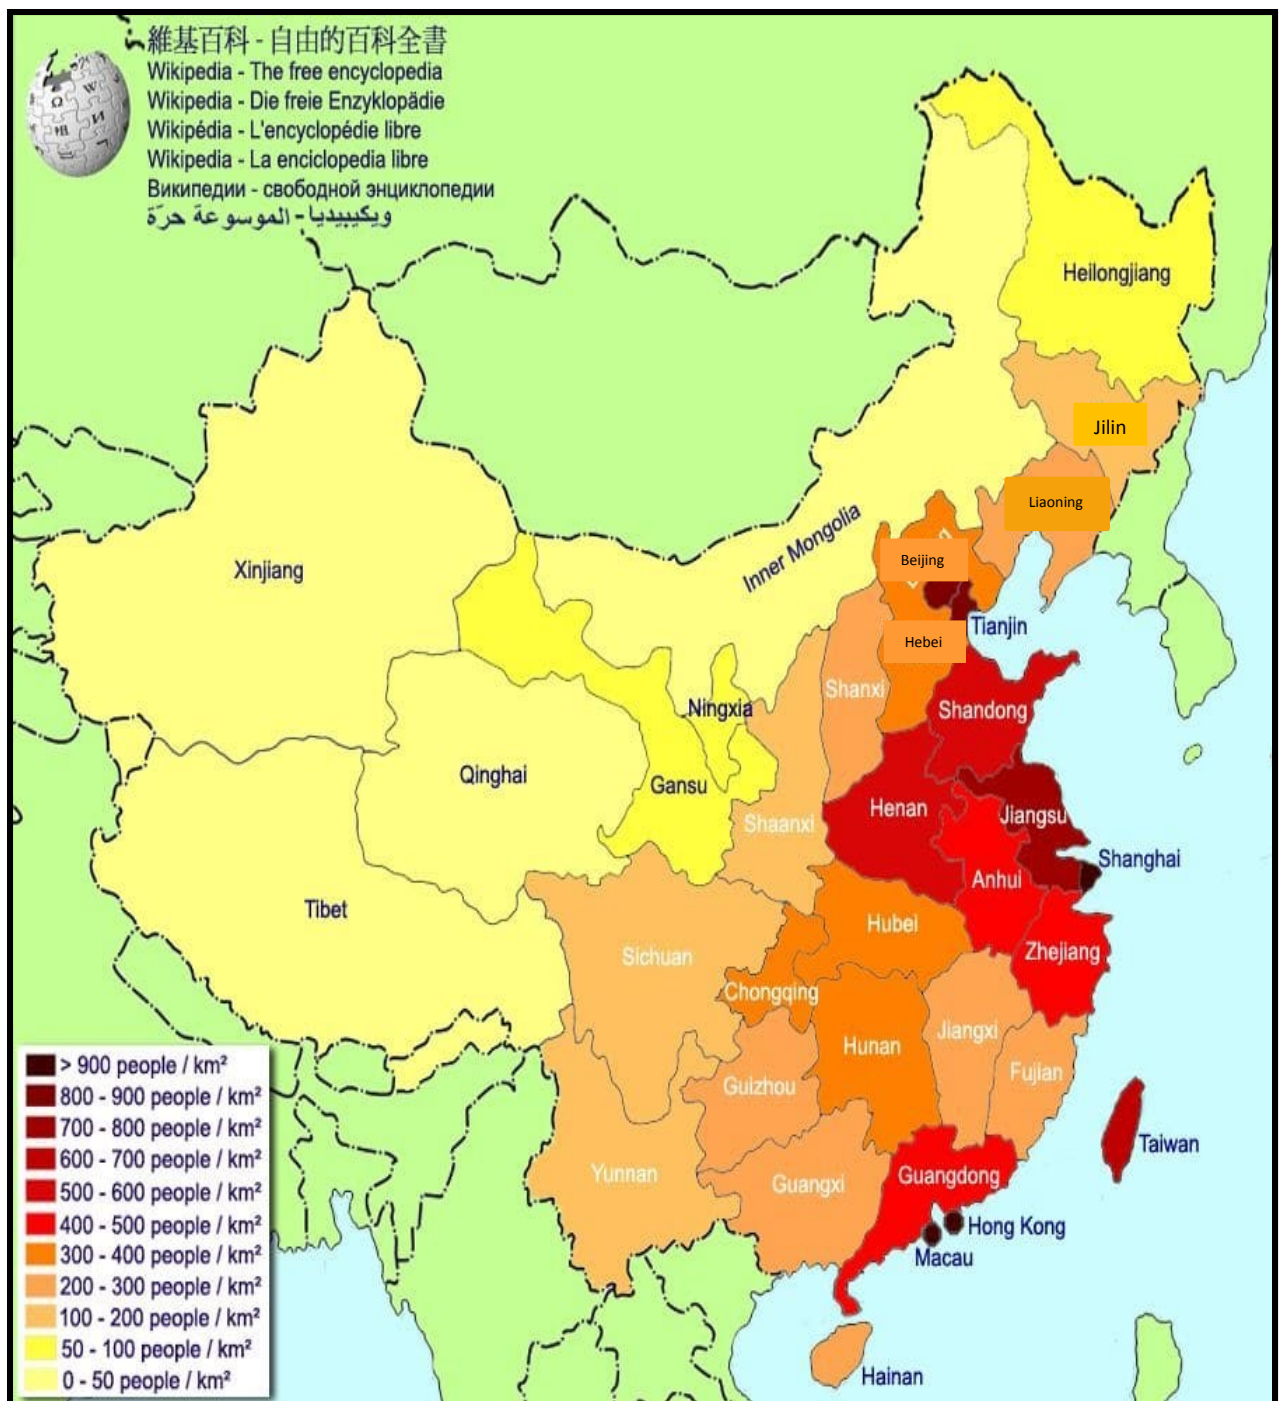 維基百科 - 自由的百科全書
Wikipedia - The free encyclopedia
Wikipedia - Die freie Enzyklopädie
Wikipédia - L'encyclopédie libre
Wikipedia - La enciclopedia libre
Википедии - свободной энциклопедии
ويكيبيديا - الموسوعة حرّة
Heilongjiang
Jilin
Liaoning
Inner Mongolia
Beijing
Xinjiang
Tianjin
Hebei
Shanxi
Ningxia
Shandong
Qinghai
Gansu
Henan
Jiangsu
Shaanxi
Shanghai
Anhui
Tibet
Hubei
Zhejiang
Sichuan
Chongqing
Jiangxi
Hunan
Fujian
Guizhou
Taiwan
Yunnan
Guangxi
Guangdong
Hong Kong
Macau
Hainan
> 900 people / km²
800 - 900 people / km²
700 - 800 people / km²
600 - 700 people / km²
500 - 600 people / km²
400 - 500 people / km²
300 - 400 people / km²
200 - 300 people / km²
100 - 200 people / km²
50 - 100 people / km²
0 - 50 people / km²